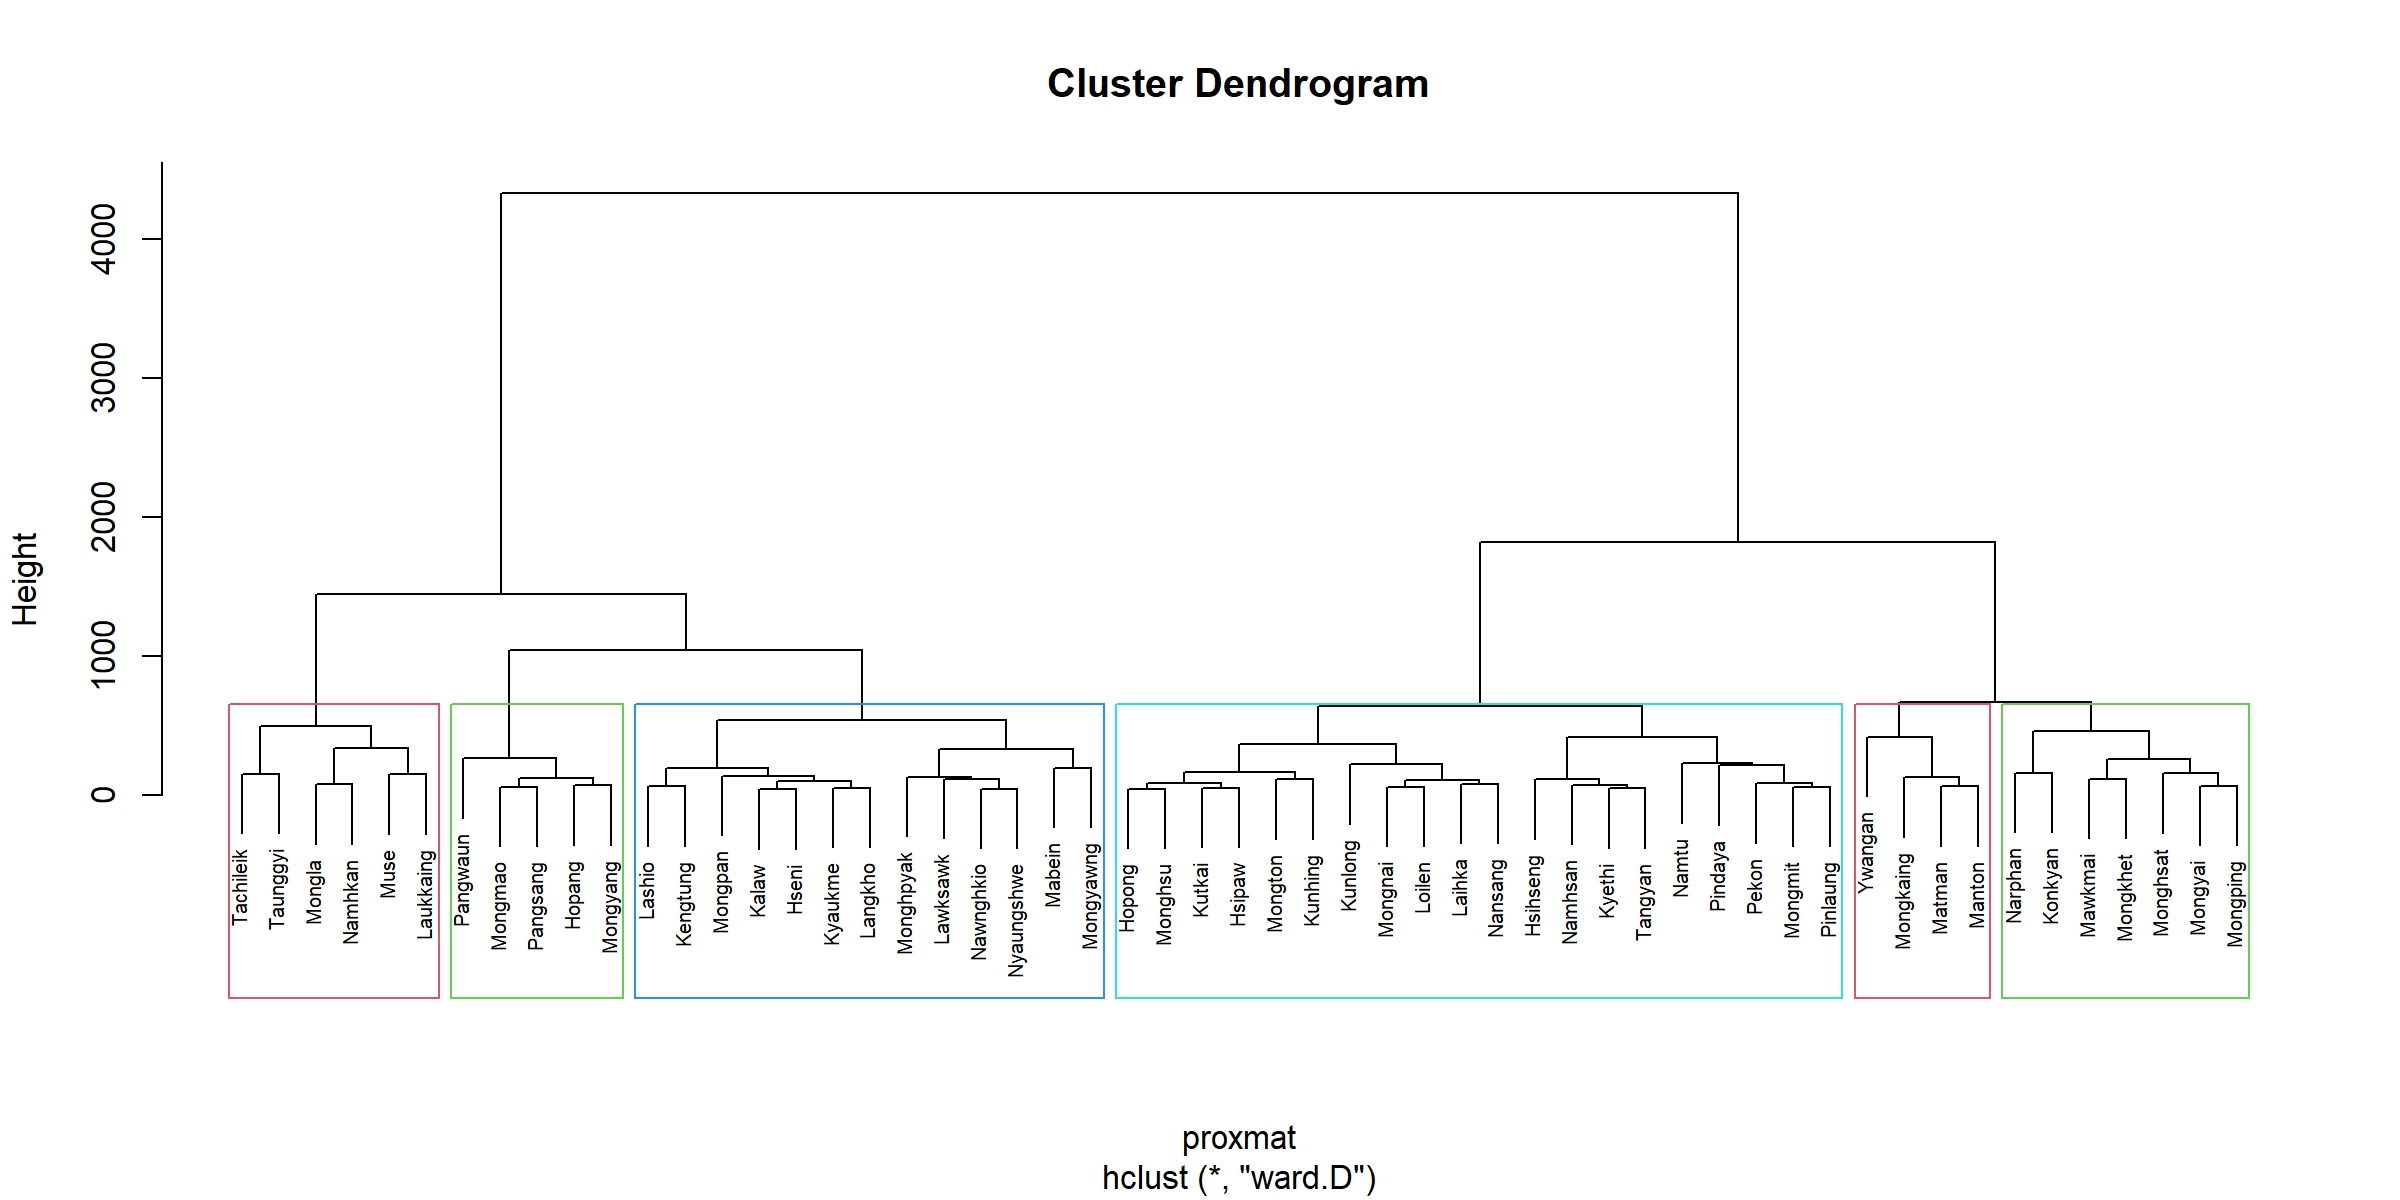 Cluster Dendrogram
Height
4000
3000
2000
1000
0
Tachileik
Taunggyi
Mongla
Namhkan
Muse
Laukkaing
Pangwaun
Mongmao
Pangsang
Hopang
Mongyang
Lashio
Kengtung
Mongpan
Kalaw
Hseni
Kyaukme
Langkho
Monghpyak
Lawksawk
Nawnghkio
Nyaungshwe
Mabein
Mongyawng
Hopong
Monghsu
Kutkai
Hsipaw
Mongton
Kunhing
Kunlong
Mongnai
Loilen
Laihka
Nansang
Hsihseng
Namhsan
Kyethi
Tangyan
Namtu
Pindaya
Pekon
Mongmit
Pinlaung
Ywangan
Mongkaing
Matman
Manton
Narphan
Konkyan
Mawkmai
Mongkhet
Monghsat
Mongyai
Mongping
proxmat
hclust (*, "ward.D")